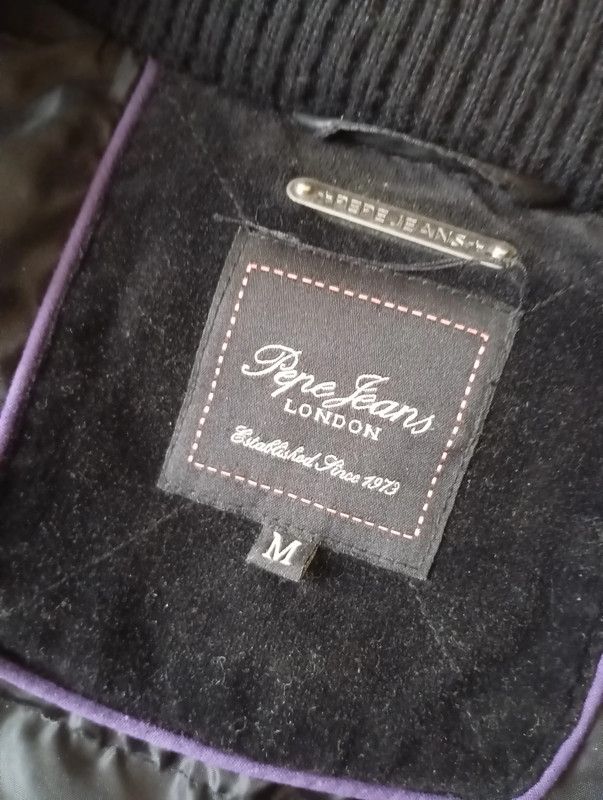 PEPE JEANS
Pepe Jeans
LONDON
Established Since 1973
M